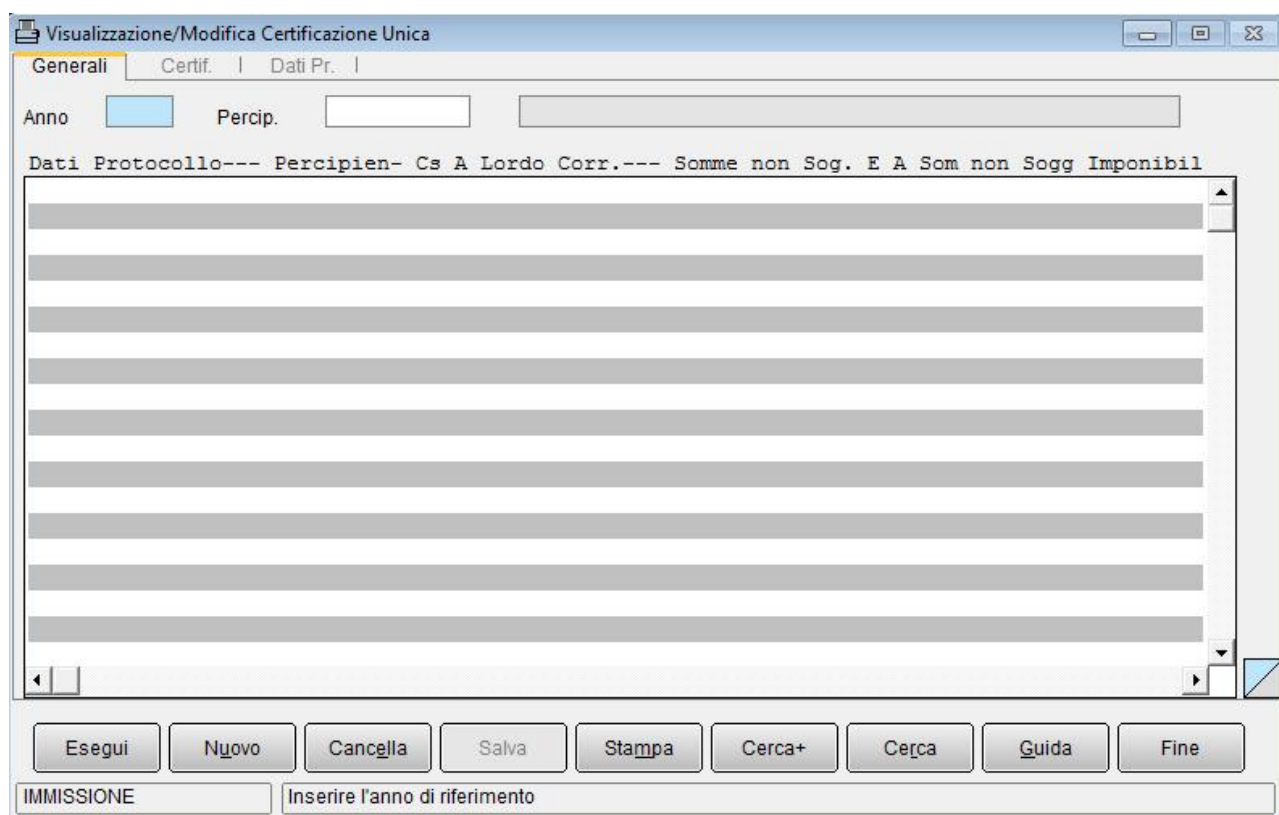 Visualizzazione/Modifica Certificazione Unica
Generali Certif. | Dati Pr. |
Anno Percip.
Dati Protocollo--- Percipien- Cs A Lordo Corr.--- Somme non Sog. E A Som non Sogg Imponibil
Esegui Nuovo Cancella Salva Stampa Cerca+ Cerca Guida Fine
IMMISSIONE Inserire l'anno di riferimento